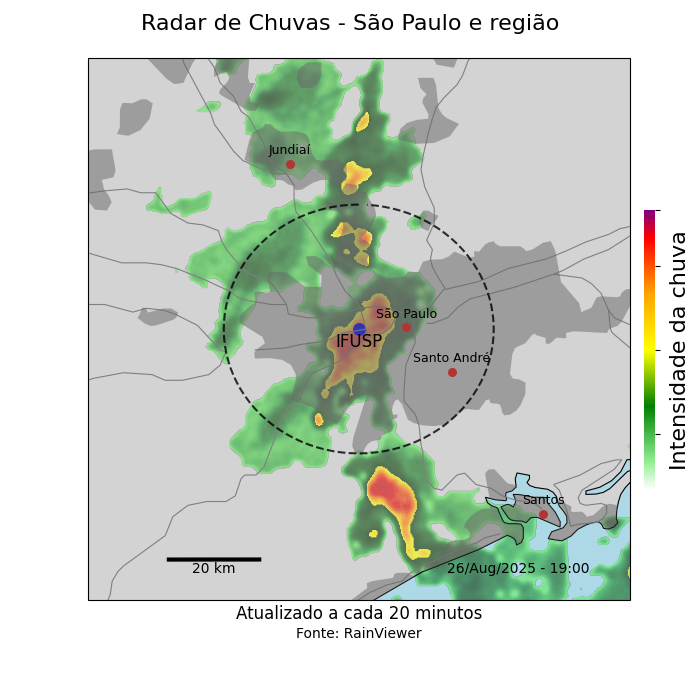 Radar de Chuvas - São Paulo e região
Jundiaí
São Paulo
IFUSP
Santo André
Santos
20 km
26/Aug/2025 - 19:00
Intensidade da chuva
Atualizado a cada 20 minutos
Fonte: RainViewer